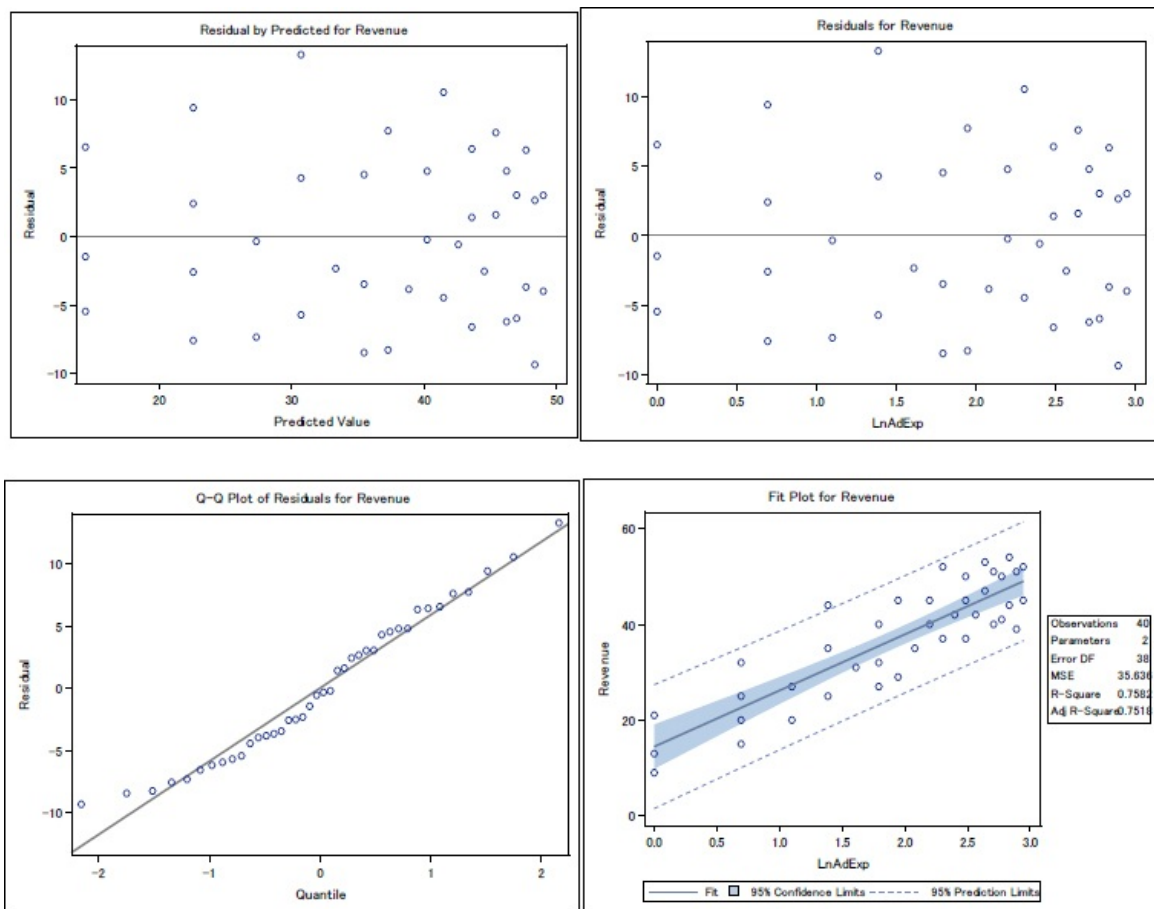 Residual by Predicted for Revenue
10
5
0
-5
-10
Residual
20
30
40
50
Predicted Value
Residuals for Revenue
10
5
0
-5
-10
Residual
0.0
0.5
1.0
1.5
2.0
2.5
3.0
LnAdExp
Q-Q Plot of Residuals for Revenue
10
5
0
-5
-10
Residual
-2
-1
0
1
2
Quantile
Fit Plot for Revenue
60
40
20
0
Revenue
0.0
0.5
1.0
1.5
2.0
2.5
3.0
LnAdExp
Fit 95% Confidence Limits 95% Prediction Limits
Observations 40
Parameters 2
Error DF 38
MSE 35.636
R-Square 0.7582
Adj R-Square 0.7518